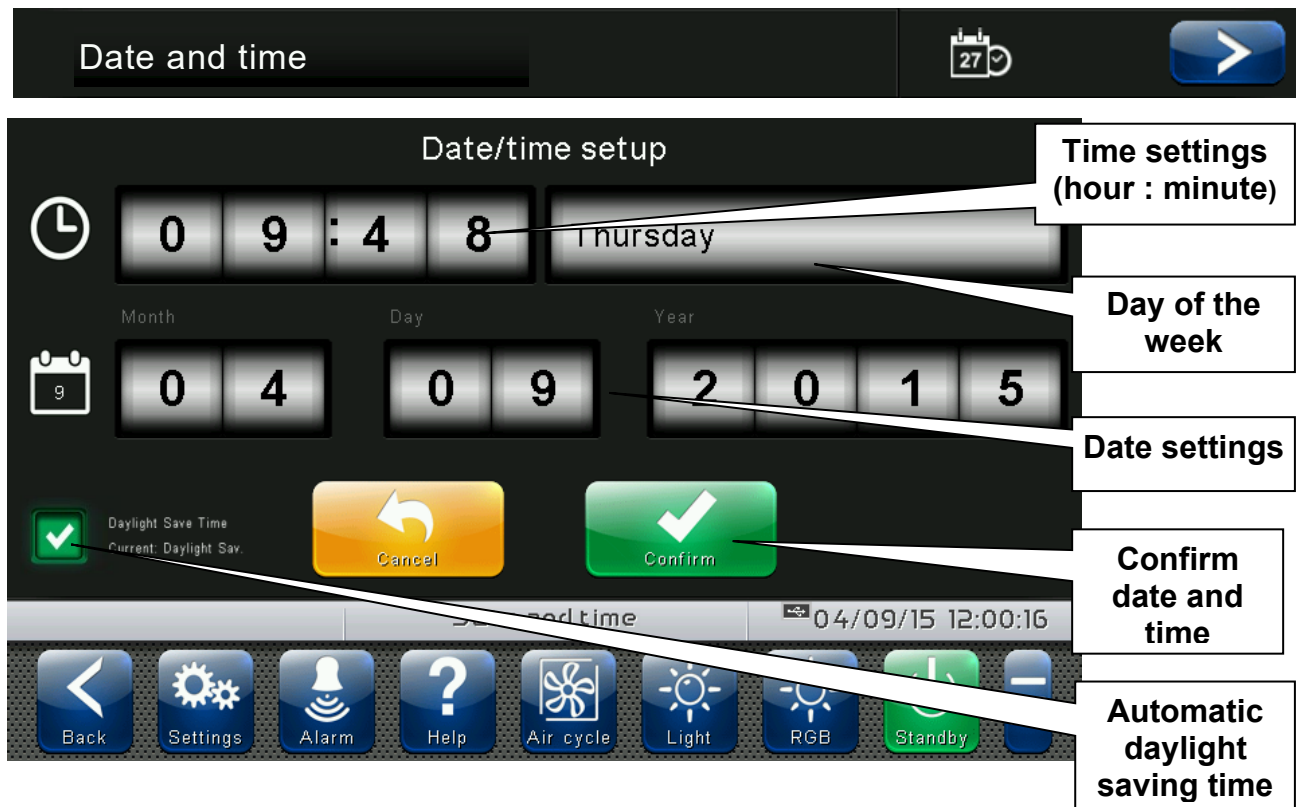 Date and time
27
Date/time setup
Time settings
(hour : minute)
0 9 : 4 8
Thursday
Day of the
week
Month Day Year
9
0 4 0 9 2 0 1 5
Date settings
Daylight Save Time
Current: Daylight Sav.
Cancel
Confirm
Confirm
date and
time
and time
04/09/15 12:00:16
Back Settings Alarm Help Air cycle Light RGB Standby
Automatic
daylight
saving time